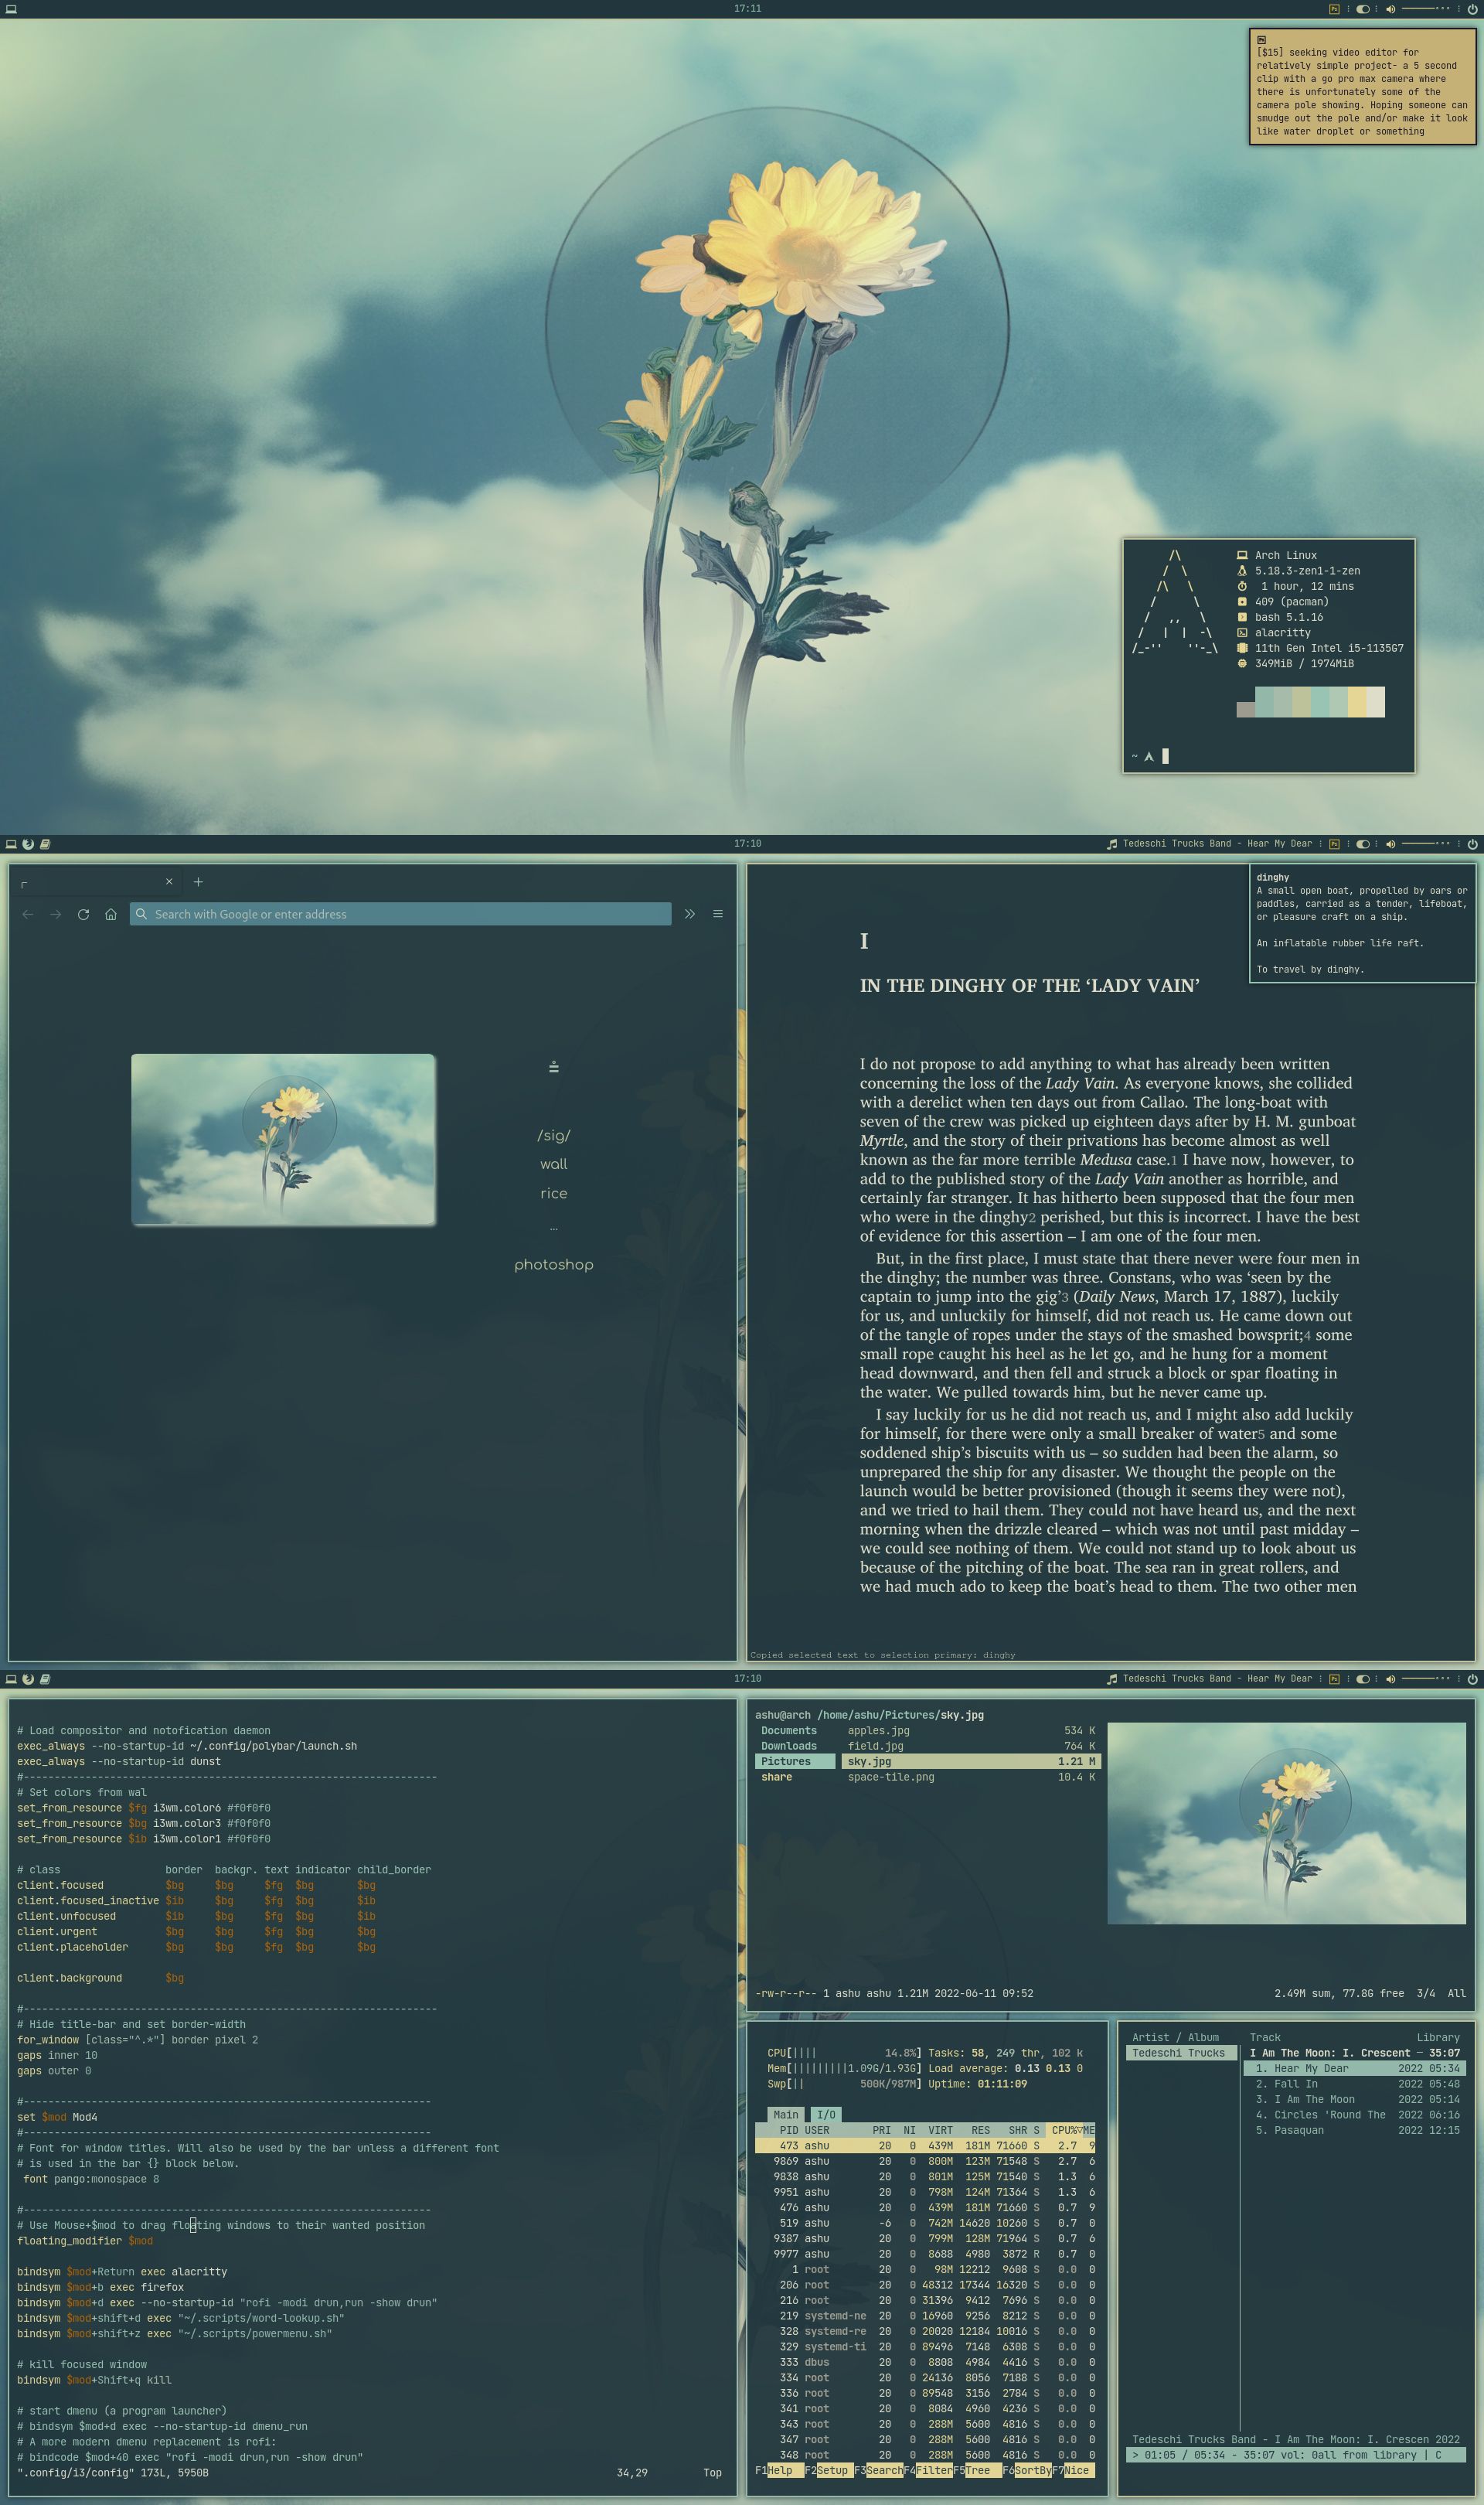 17:11
[$15] seeking video editor for
relatively simple project- a 5 second
clip with a go pro max camera where
there is unfortunately some of the
camera pole showing. Hoping someone can
smudge out the pole and/or make it look
like water droplet or something
Arch Linux
5.18.3-zen1-1-zen
1 hour, 12 mins
409 (pacman)
bash 5.1.16
alacritty
11th Gen Intel i5-1135G7
349MiB / 1974MiB
~
17:10
Tedeschi Trucks Band - Hear My Dear
Search with Google or enter address
/sig/
wall
rice
...
photoshop
dinghy
A small open boat, propelled by oars or
paddles, carried as a tender, lifeboat,
or pleasure craft on a ship.
An inflatable rubber life raft.
To travel by dinghy.
I
IN THE DINGHY OF THE ‘LADY VAIN’
I do not propose to add anything to what has already been written
concerning the loss of the Lady Vain. As everyone knows, she collided
with a derelict when ten days out from Callao. The long-boat with
seven of the crew was picked up eighteen days after by H. M. gunboat
Myrtle, and the story of their privations has become almost as well
known as the far more terrible Medusa case.1 I have now, however, to
add to the published story of the Lady Vain another as horrible, and
certainly far stranger. It has hitherto been supposed that the four men
who were in the dinghy2 perished, but this is incorrect. I have the best
of evidence for this assertion – I am one of the four men.
But, in the first place, I must state that there never were four men in
the dinghy; the number was three. Constans, who was ‘seen by the
captain to jump into the gig’3 (Daily News, March 17, 1887), luckily
for us, and unluckily for himself, did not reach us. He came down out
of the tangle of ropes under the stays of the smashed bowsprit;4 some
small rope caught his heel as he let go, and he hung for a moment
head downward, and then fell and struck a block or spar floating in
the water. We pulled towards him, but he never came up.
I say luckily for us he did not reach us, and I might also add luckily
for himself, for there were only a small breaker of water5 and some
soddened ship’s biscuits with us – so sudden had been the alarm, so
unprepared the ship for any disaster. We thought the people on the
launch would be better provisioned (though it seems they were not),
and we tried to hail them. They could not have heard us, and the next
morning when the drizzle cleared – which was not until past midday –
we could see nothing of them. We could not stand up to look about us
because of the pitching of the boat. The sea ran in great rollers, and
we had much ado to keep the boat’s head to them. The two other men
Copied selected text to selection primary: dinghy
17:10
Tedeschi Trucks Band - Hear My Dear
# Load compositor and notofication daemon
exec_always --no-startup-id ~/.config/polybar/launch.sh
exec_always --no-startup-id dunst
#-------------------------------------------------------------------
# Set colors from wal
set_from_resource $fg i3wm.color6 #f0f0f0
set_from_resource $bg i3wm.color3 #f0f0f0
set_from_resource $ib i3wm.color1 #f0f0f0
# class border backgr. text indicator child_border
client.focused $bg $bg $fg $bg $bg
client.focused_inactive $ib $bg $fg $bg $ib
client.unfocused $ib $bg $fg $bg $ib
client.urgent $bg $bg $fg $bg $bg
client.placeholder $bg $bg $fg $bg $bg
client.background $bg
#-------------------------------------------------------------------
# Hide title-bar and set border-width
for_window [class="^.*"] border pixel 2
gaps inner 10
gaps outer 0
#------------------------------------------------------------------
set $mod Mod4
#------------------------------------------------------------------
# Font for window titles. Will also be used by the bar unless a different font
# is used in the bar {} block below.
font pango:monospace 8
#------------------------------------------------------------------
# Use Mouse+$mod to drag floating windows to their wanted position
floating_modifier $mod
bindsym $mod+Return exec alacritty
bindsym $mod+b exec firefox
bindsym $mod+d exec --no-startup-id "rofi -modi drun,run -show drun"
bindsym $mod+shift+d exec "~/.scripts/word-lookup.sh"
bindsym $mod+shift+z exec "~/.scripts/powermenu.sh"
# kill focused window
bindsym $mod+Shift+q kill
# start dmenu (a program launcher)
# bindsym $mod+d exec --no-startup-id dmenu_run
# A more modern dmenu replacement is rofi:
# bindcode $mod+40 exec "rofi -modi drun,run -show drun"
".config/i3/config" 173L, 5950B 34,29 Top
ashu@arch /home/ashu/Pictures/sky.jpg
Documents apples.jpg 534 K
Downloads field.jpg 764 K
Pictures sky.jpg 1.21 M
share space-tile.png 10.4 K
-rw-r--r-- 1 ashu ashu 1.21M 2022-06-11 09:52 2.49M sum, 77.8G free 3/4 All
CPU[|||| 14.8%] Tasks: 58, 249 thr, 102 k
Mem[|||||||||1.09G/1.93G] Load average: 0.13 0.13 0
Swp[|| 500K/987M] Uptime: 01:11:09
Main I/O
PID USER PRI NI VIRT RES SHR S CPU%▽ME
473 ashu 20 0 439M 181M 71660 S 2.7 9
9869 ashu 20 0 800M 123M 71548 S 2.7 6
9838 ashu 20 0 801M 125M 71540 S 1.3 6
9951 ashu 20 0 798M 124M 71364 S 1.3 6
476 ashu 20 0 439M 181M 71660 S 0.7 9
519 ashu -6 0 742M 14620 10260 S 0.7 0
9387 ashu 20 0 799M 128M 71964 S 0.7 6
9977 ashu 20 0 8688 4980 3872 R 0.7 0
1 root 20 0 98M 12212 9608 S 0.0 0
206 root 20 0 48312 17344 16320 S 0.0 0
216 root 20 0 31396 9412 7696 S 0.0 0
219 systemd-ne 20 0 16960 9256 8212 S 0.0 0
328 systemd-re 20 0 20020 12184 10016 S 0.0 0
329 systemd-ti 20 0 89496 7148 6308 S 0.0 0
333 dbus 20 0 8808 4984 4416 S 0.0 0
334 root 20 0 24136 8056 7188 S 0.0 0
336 root 20 0 89548 3156 2784 S 0.0 0
341 root 20 0 8084 4960 4236 S 0.0 0
343 root 20 0 288M 5600 4816 S 0.0 0
347 root 20 0 288M 5600 4816 S 0.0 0
348 root 20 0 288M 5600 4816 S 0.0 0
F1Help F2Setup F3SearchF4FilterF5Tree F6SortByF7Nice
Artist / Album Track Library
Tedeschi Trucks I Am The Moon: I. Crescent — 35:07
1. Hear My Dear 2022 05:34
2. Fall In 2022 05:48
3. I Am The Moon 2022 05:14
4. Circles 'Round The 2022 06:16
5. Pasaquan 2022 12:15
Tedeschi Trucks Band - I Am The Moon: I. Crescen 2022
> 01:05 / 05:34 - 35:07 vol: 0all from library | C